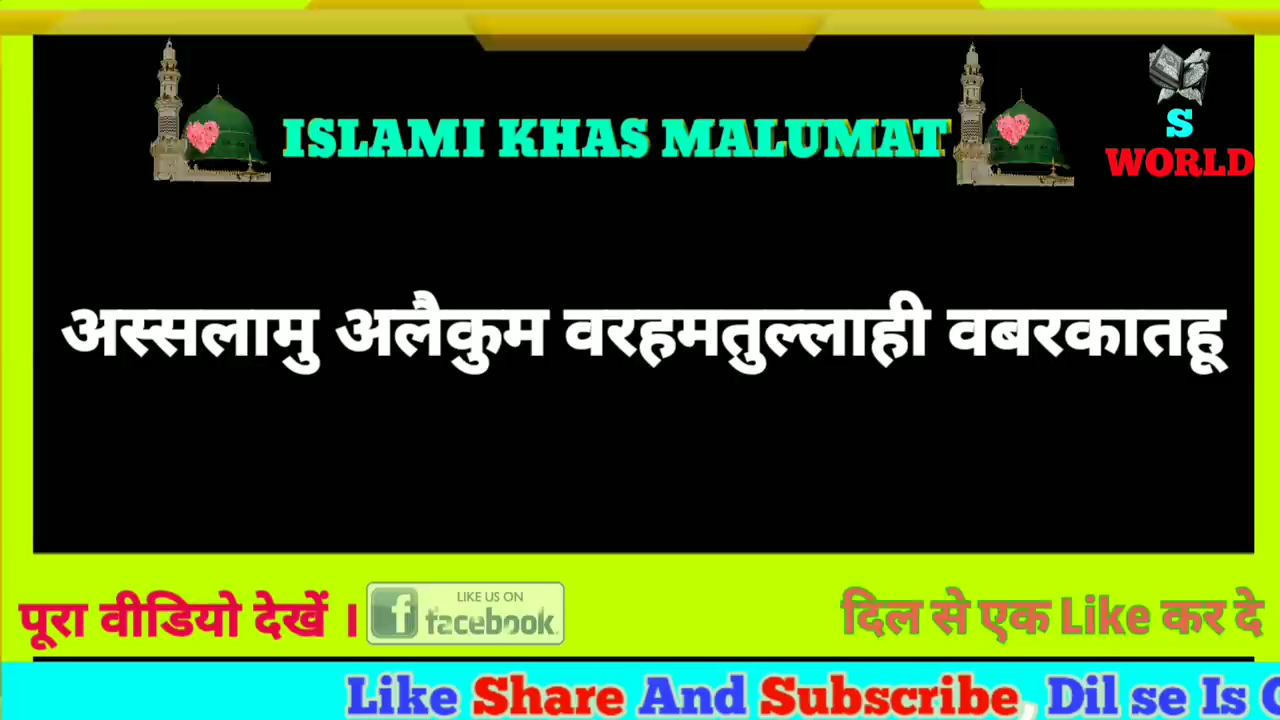 ISLAMI KHAS MALUMAT
S
WORLD
अस्सलामु अलैकुम वरहमतुल्लाही वबरकातहू
पूरा वीडियो देखें ।
LIKE US ON
facebook.
दिल से एक Like कर दे
Like Share And Subscribe, Dil se Is